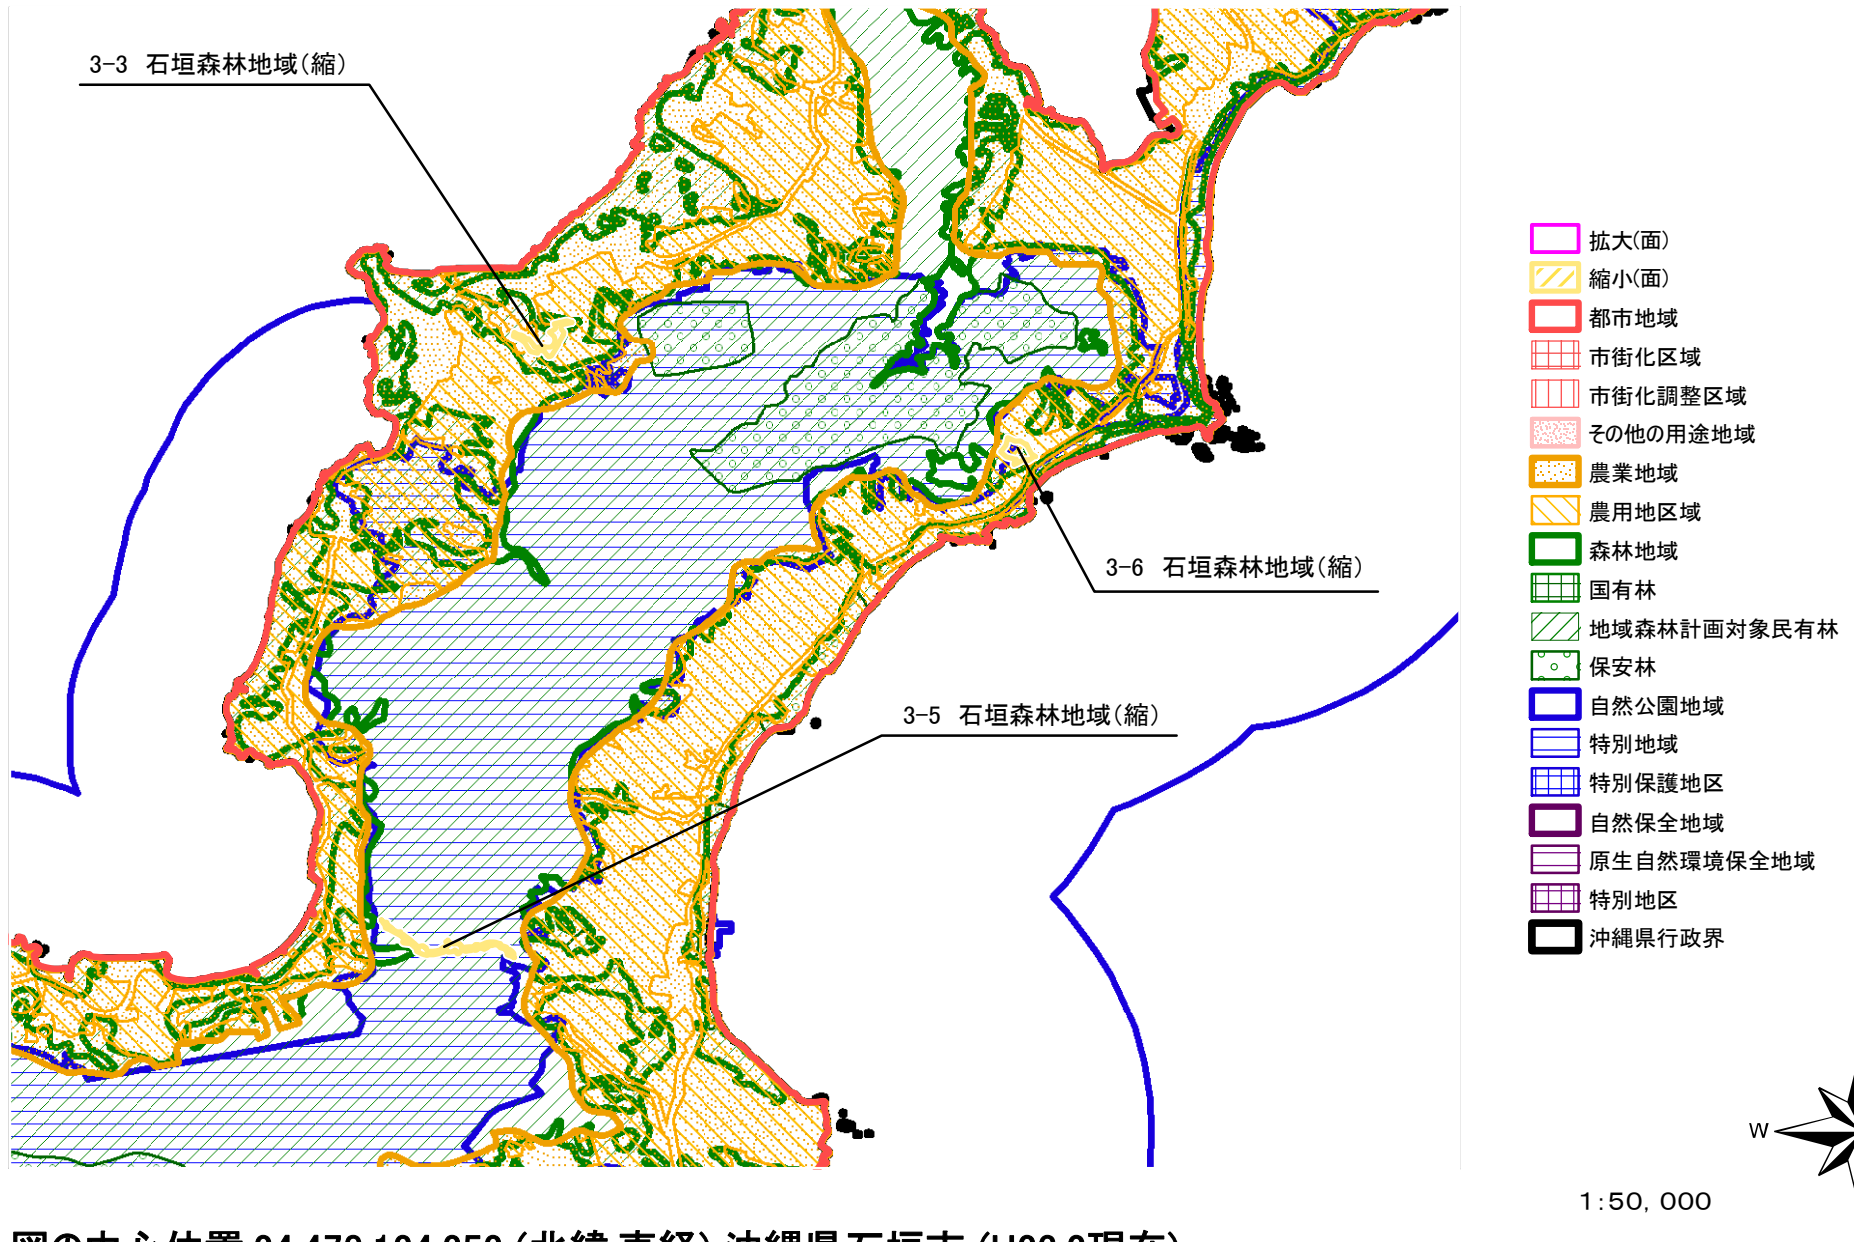 3-3 石垣森林地域(縮)
3-6 石垣森林地域(縮)
3-5 石垣森林地域(縮)
拡大(面)
縮小(面)
都市地域
市街化区域
市街化調整区域
その他の用途地域
農業地域
農用地区域
森林地域
国有林
地域森林計画対象民有林
保安林
自然公園地域
特別地域
特別保護地区
自然保全地域
原生自然環境保全地域
特別地区
沖縄県行政界
W
1:50,000